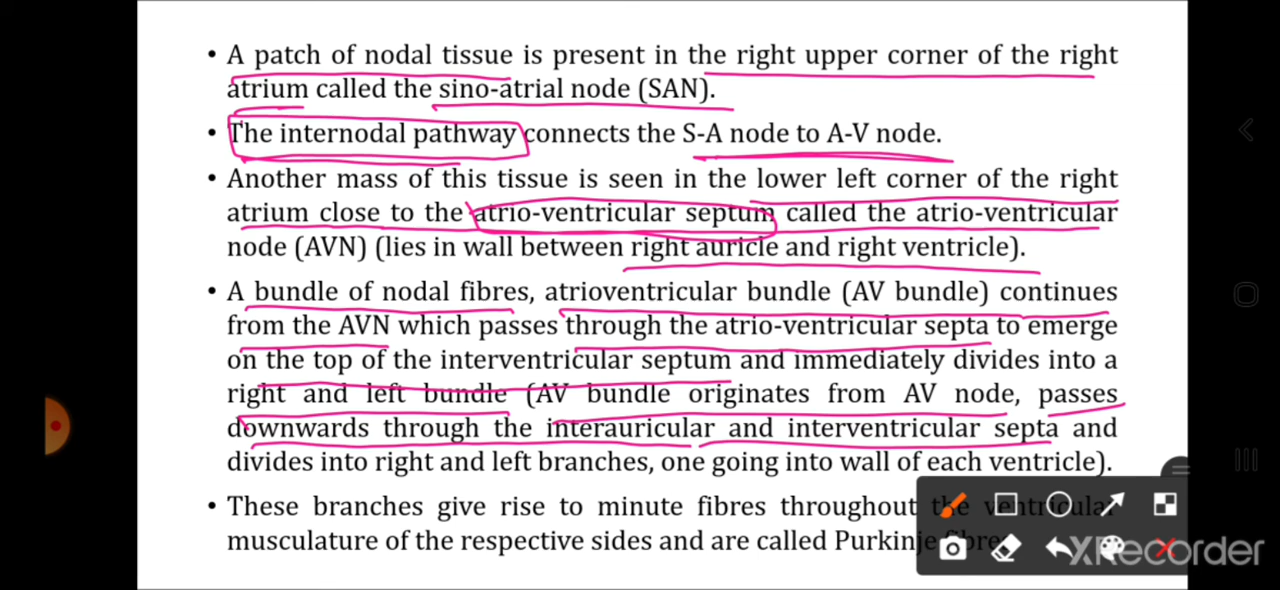 • A patch of nodal tissue is present in the right upper corner of the right
atrium called the sino-atrial node (SAN).
• The internodal pathway connects the S-A node to A-V node.
• Another mass of this tissue is seen in the lower left corner of the right
atrium close to the atrio-ventricular septum called the atrio-ventricular
node (AVN) (lies in wall between right auricle and right ventricle).
• A bundle of nodal fibres, atrioventricular bundle (AV bundle) continues
from the AVN which passes through the atrio-ventricular septa to emerge
on the top of the interventricular septum and immediately divides into a
right and left bundle (AV bundle originates from AV node, passes
downwards through the interauricular and interventricular septa and
divides into right and left branches, one going into wall of each ventricle).
• These branches give rise to minute fibres throughout the ventricular
musculature of the respective sides and are called Purkinje fibres
XRecorder